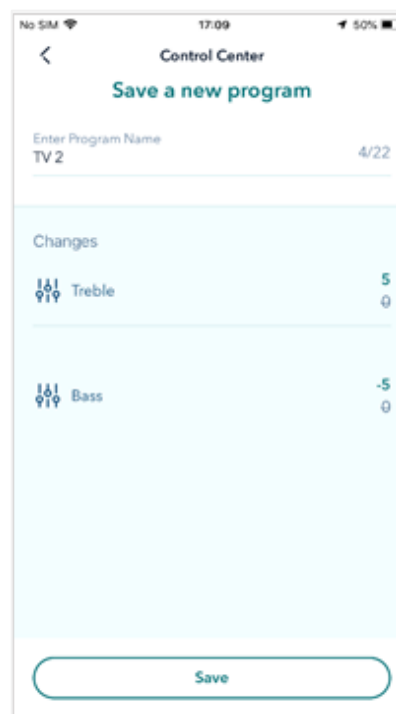 No SIM 17:09 50%
Control Center
Save a new program
Enter Program Name
TV 2 4/22
Changes
Treble 5
0
Bass -5
0
Save